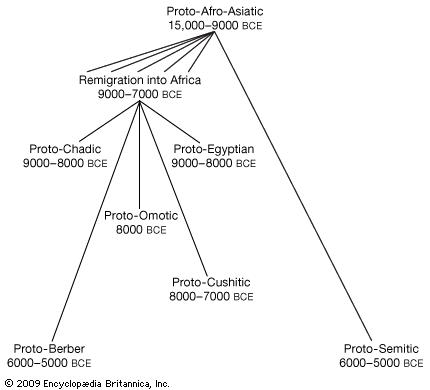 Proto-Afro-Asiatic
15,000–9000 BCE
Remigration into Africa
9000–7000 BCE
Proto-Chadic
9000–8000 BCE
Proto-Egyptian
9000–8000 BCE
Proto-Omotic
8000 BCE
Proto-Cushitic
8000–7000 BCE
Proto-Berber
6000–5000 BCE
Proto-Semitic
6000–5000 BCE
© 2009 Encyclopædia Britannica, Inc.